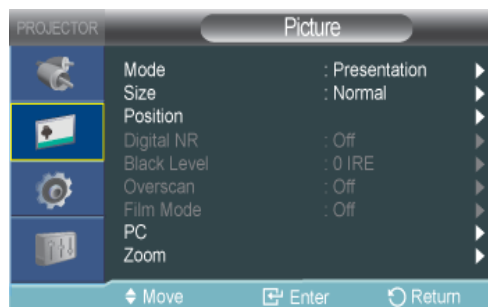 PROJECTOR Picture
Mode : Presentation
Size : Normal
Position
Digital NR : Off
Black Level : 0 IRE
Overscan : Off
Film Mode : Off
PC
Zoom
Move Enter Return